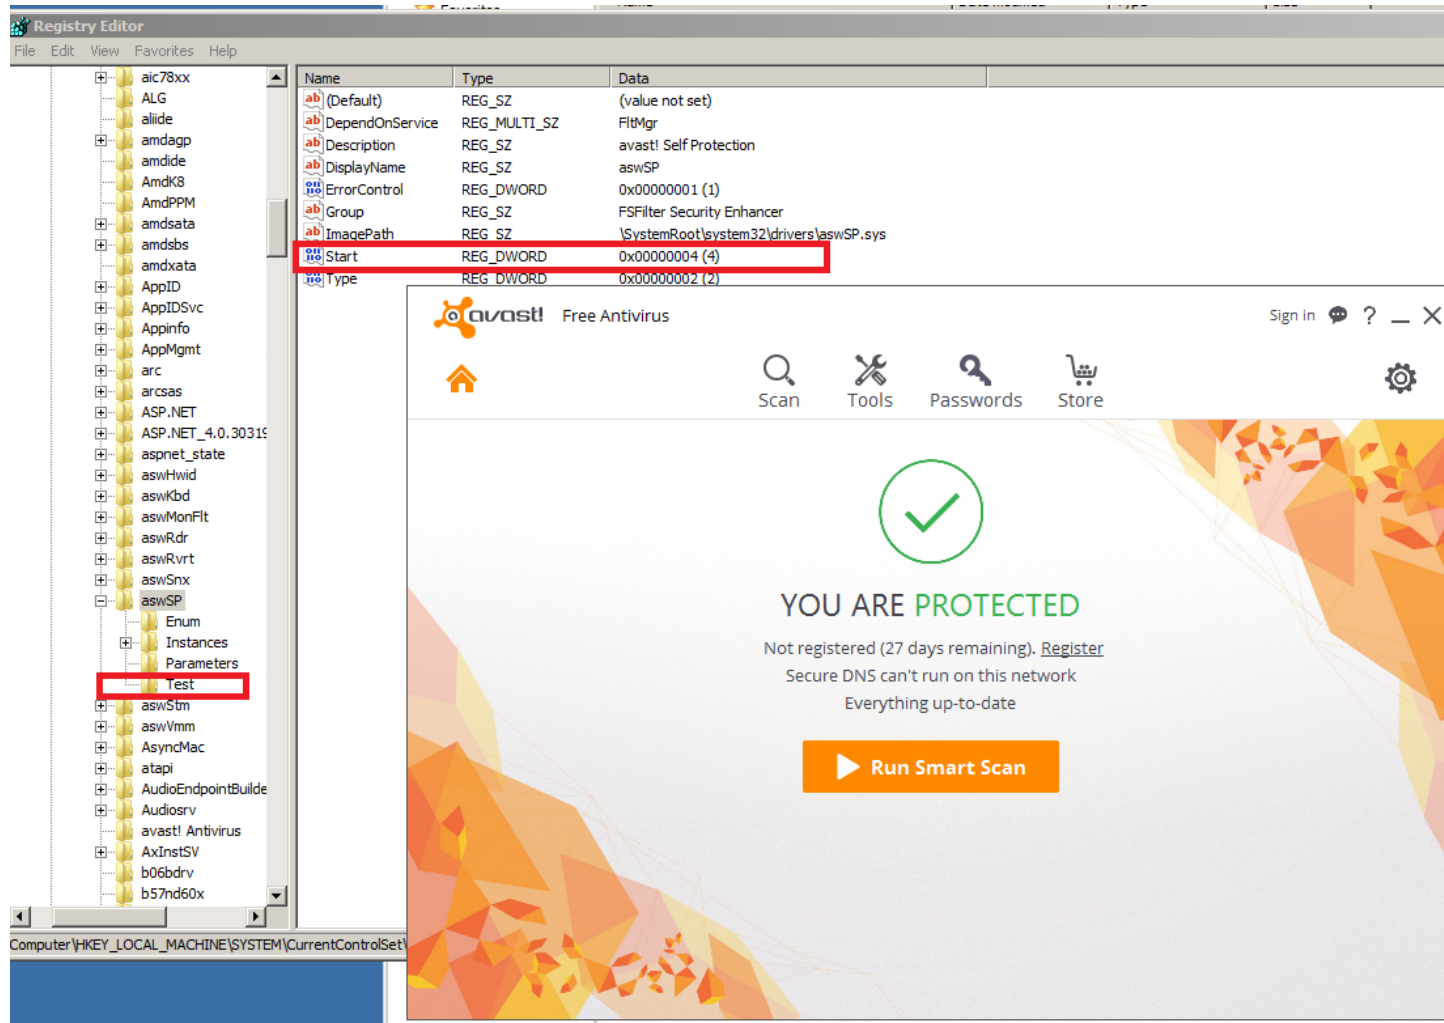 Registry Editor
File Edit View Favorites Help
aic78xx
ALG
aliide
amdagp
amdide
AmdK8
AmdPPM
amdsata
amdsbs
amdxata
AppID
AppIDSvc
Appinfo
AppMgmt
arc
arcsas
ASP.NET
ASP.NET_4.0.30319
aspnet_state
aswHwid
aswKbd
aswMonFlt
aswRdr
aswRvrt
aswSnx
aswSP
Enum
Instances
Parameters
Test
aswStm
aswVmm
AsyncMac
atapi
AudioEndpointBuilde
Audiosrv
avast! Antivirus
AxInstSV
b06bdrv
b57nd60x
Name Type Data
(Default) REG_SZ (value not set)
DependOnService REG_MULTI_SZ FltMgr
Description REG_SZ avast! Self Protection
DisplayName REG_SZ aswSP
ErrorControl REG_DWORD 0x00000001 (1)
Group REG_SZ FSFilter Security Enhancer
ImagePath REG_SZ \SystemRoot\system32\drivers\aswSP.sys
Start REG_DWORD 0x00000004 (4)
Type REG_DWORD 0x00000002 (2)
Computer\HKEY_LOCAL_MACHINE\SYSTEM\CurrentControlSet\
avast! Free Antivirus Sign in ?
Scan Tools Passwords Store
YOU ARE PROTECTED
Not registered (27 days remaining). Register
Secure DNS can't run on this network
Everything up-to-date
Run Smart Scan